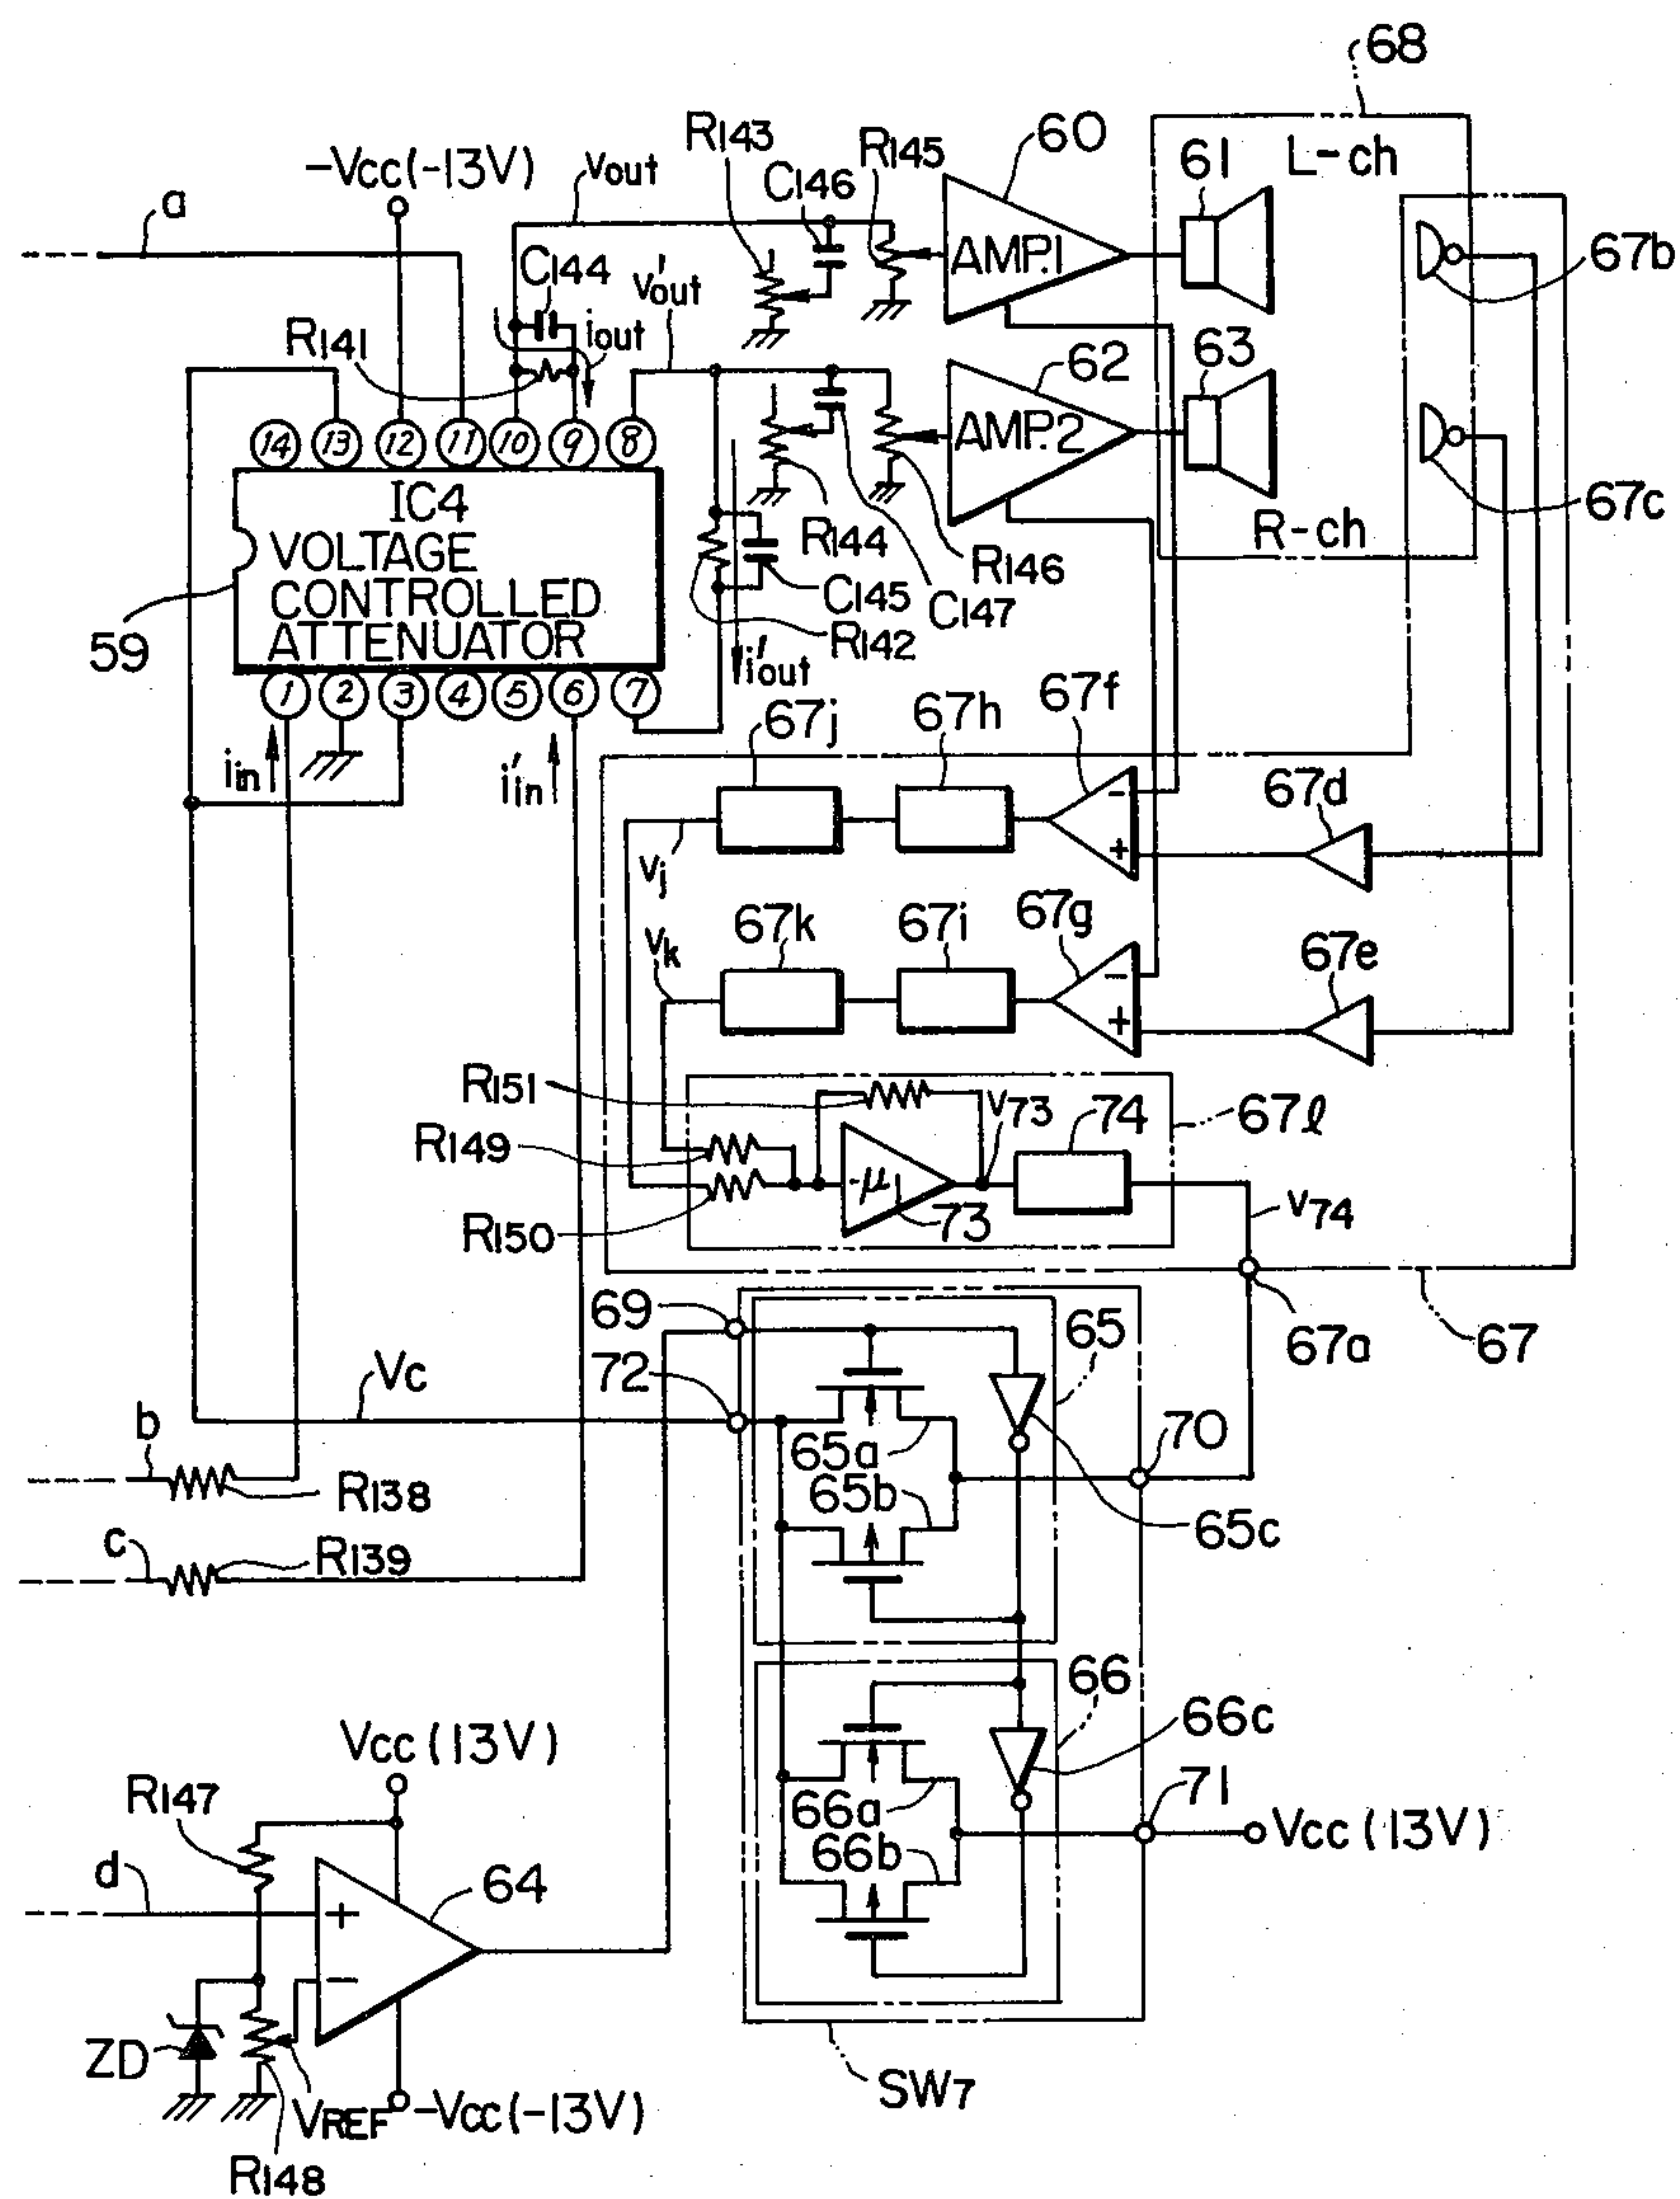 68
R143
C146
R145
60
61
L-ch
-Vcc(-13V)
vout
a
C144
v'out
AMP.1
67b
R141
iout
62
63
14 13 12 11 10 9 8
AMP.2
67c
IC4
R-ch
VOLTAGE
CONTROLLED
ATTENUATOR
R144
R146
C145
C147
R142
59
i'out
1 2 3 4 5 6 7
67j
67h
67f
iin
i'in
67d
-
+
vj
67k
67i
67g
vk
67e
-
+
R151
v73
74
67l
R149
-μ
73
R150
v74
69
65
67a
67
72
Vc
70
b
65a
65b
R138
65c
c
R139
66
66c
Vcc(13V)
71
R147
66a
Vcc(13V)
66b
d
64
+
-
ZD
SW7
VREF
-Vcc(-13V)
R148